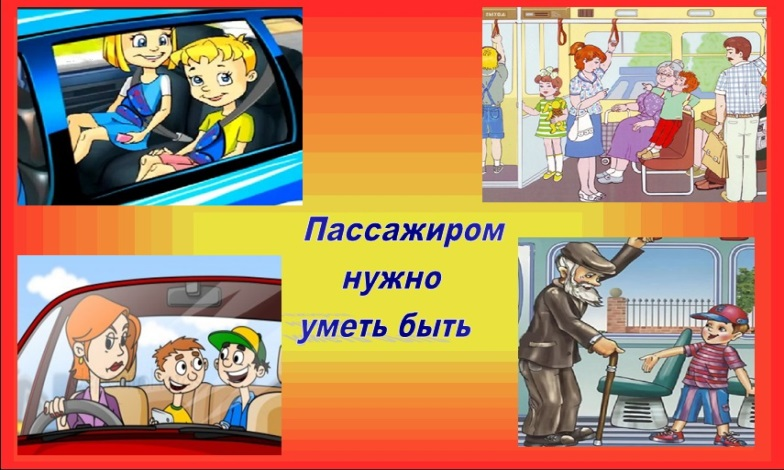 Пассажиром
нужно
уметь быть